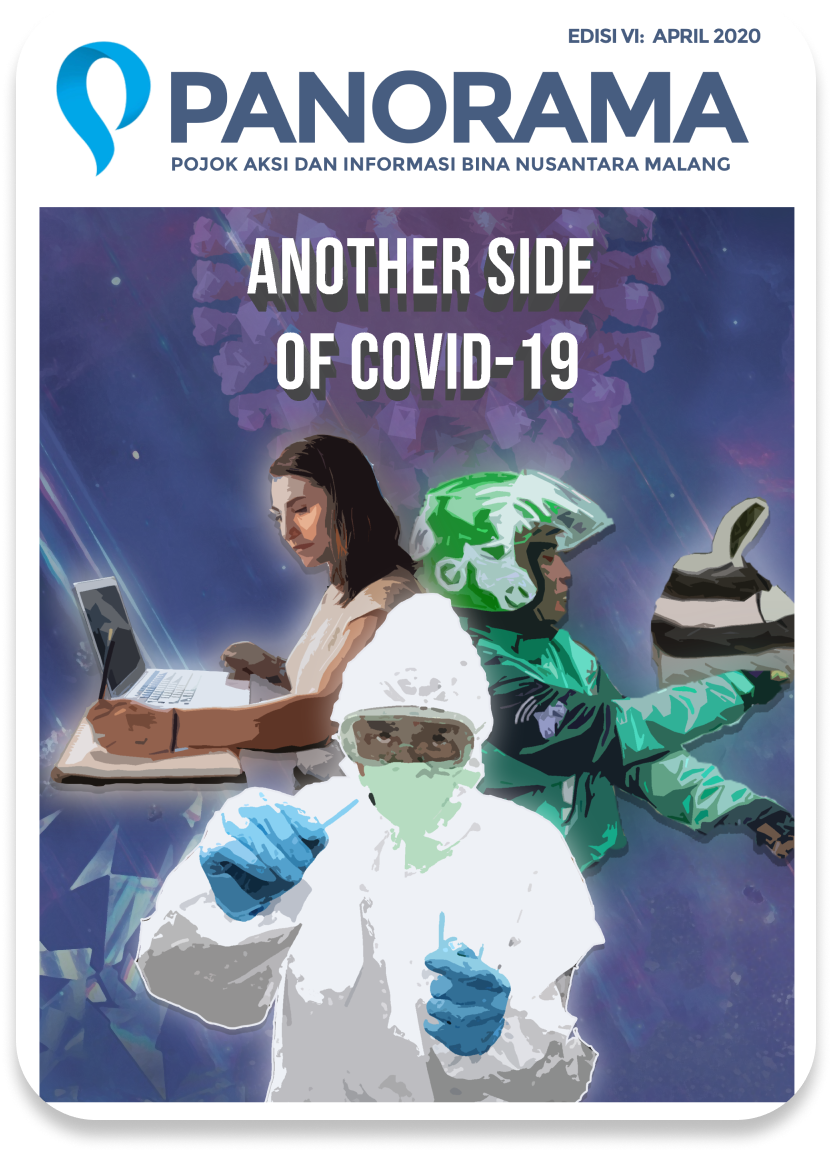 EDISI VI: APRIL 2020
PANORAMA
POJOK AKSI DAN INFORMASI BINA NUSANTARA MALANG
ANOTHER SIDE
OF COVID-19